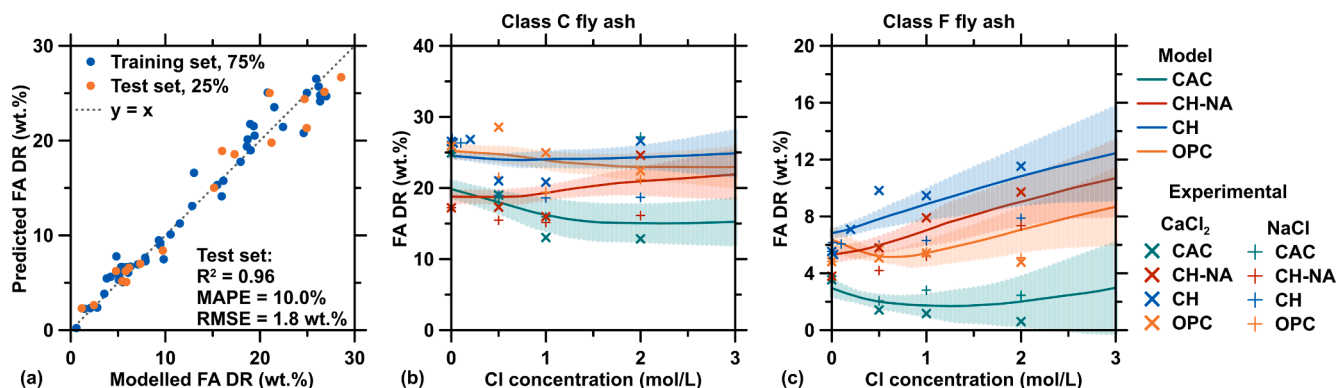 Predicted FA DR (wt.%)
30
20
10
0
Training set, 75%
Test set, 25%
y = x
Test set:
R² = 0.96
MAPE = 10.0%
RMSE = 1.8 wt.%
0 10 20 30
(a) Modelled FA DR (wt.%)
Class C fly ash
FA DR (wt.%)
40
30
20
10
0
0 1 2 3
(b) Cl concentration (mol/L)
Class F fly ash
FA DR (wt.%)
20
16
12
8
4
0
0 1 2 3
(c) Cl concentration (mol/L)
Model
CAC
CH-NA
CH
OPC
Experimental
CaCl₂ NaCl
CAC CAC
CH-NA CH-NA
CH CH
OPC OPC